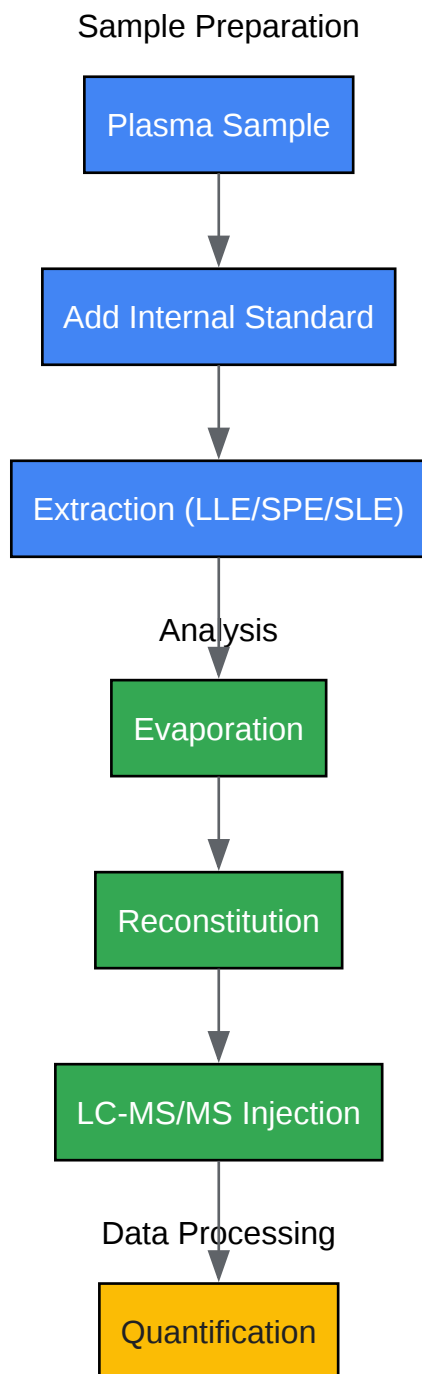 Sample Preparation
Plasma Sample
Add Internal Standard
Extraction (LLE/SPE/SLE)
Analysis
Evaporation
Reconstitution
LC-MS/MS Injection
Data Processing
Quantification